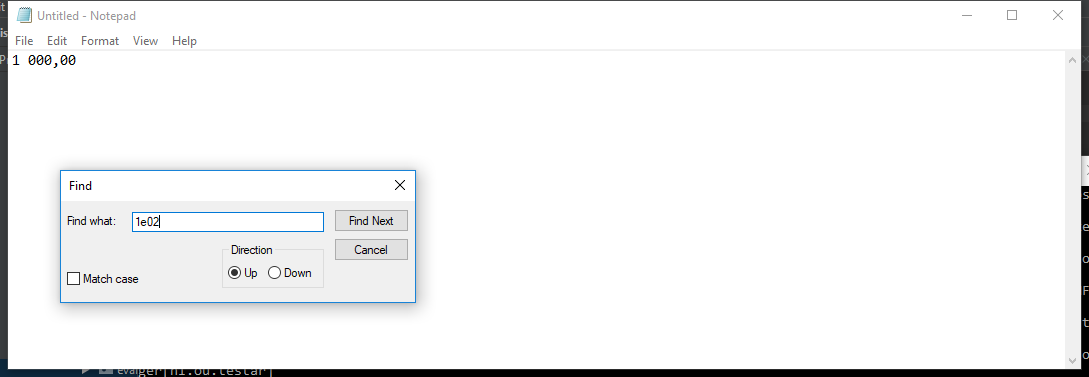 Untitled - Notepad
File Edit Format View Help
1 000,00
Find
Find what: 1e02 Find Next
Direction Cancel
Up Down
Match case